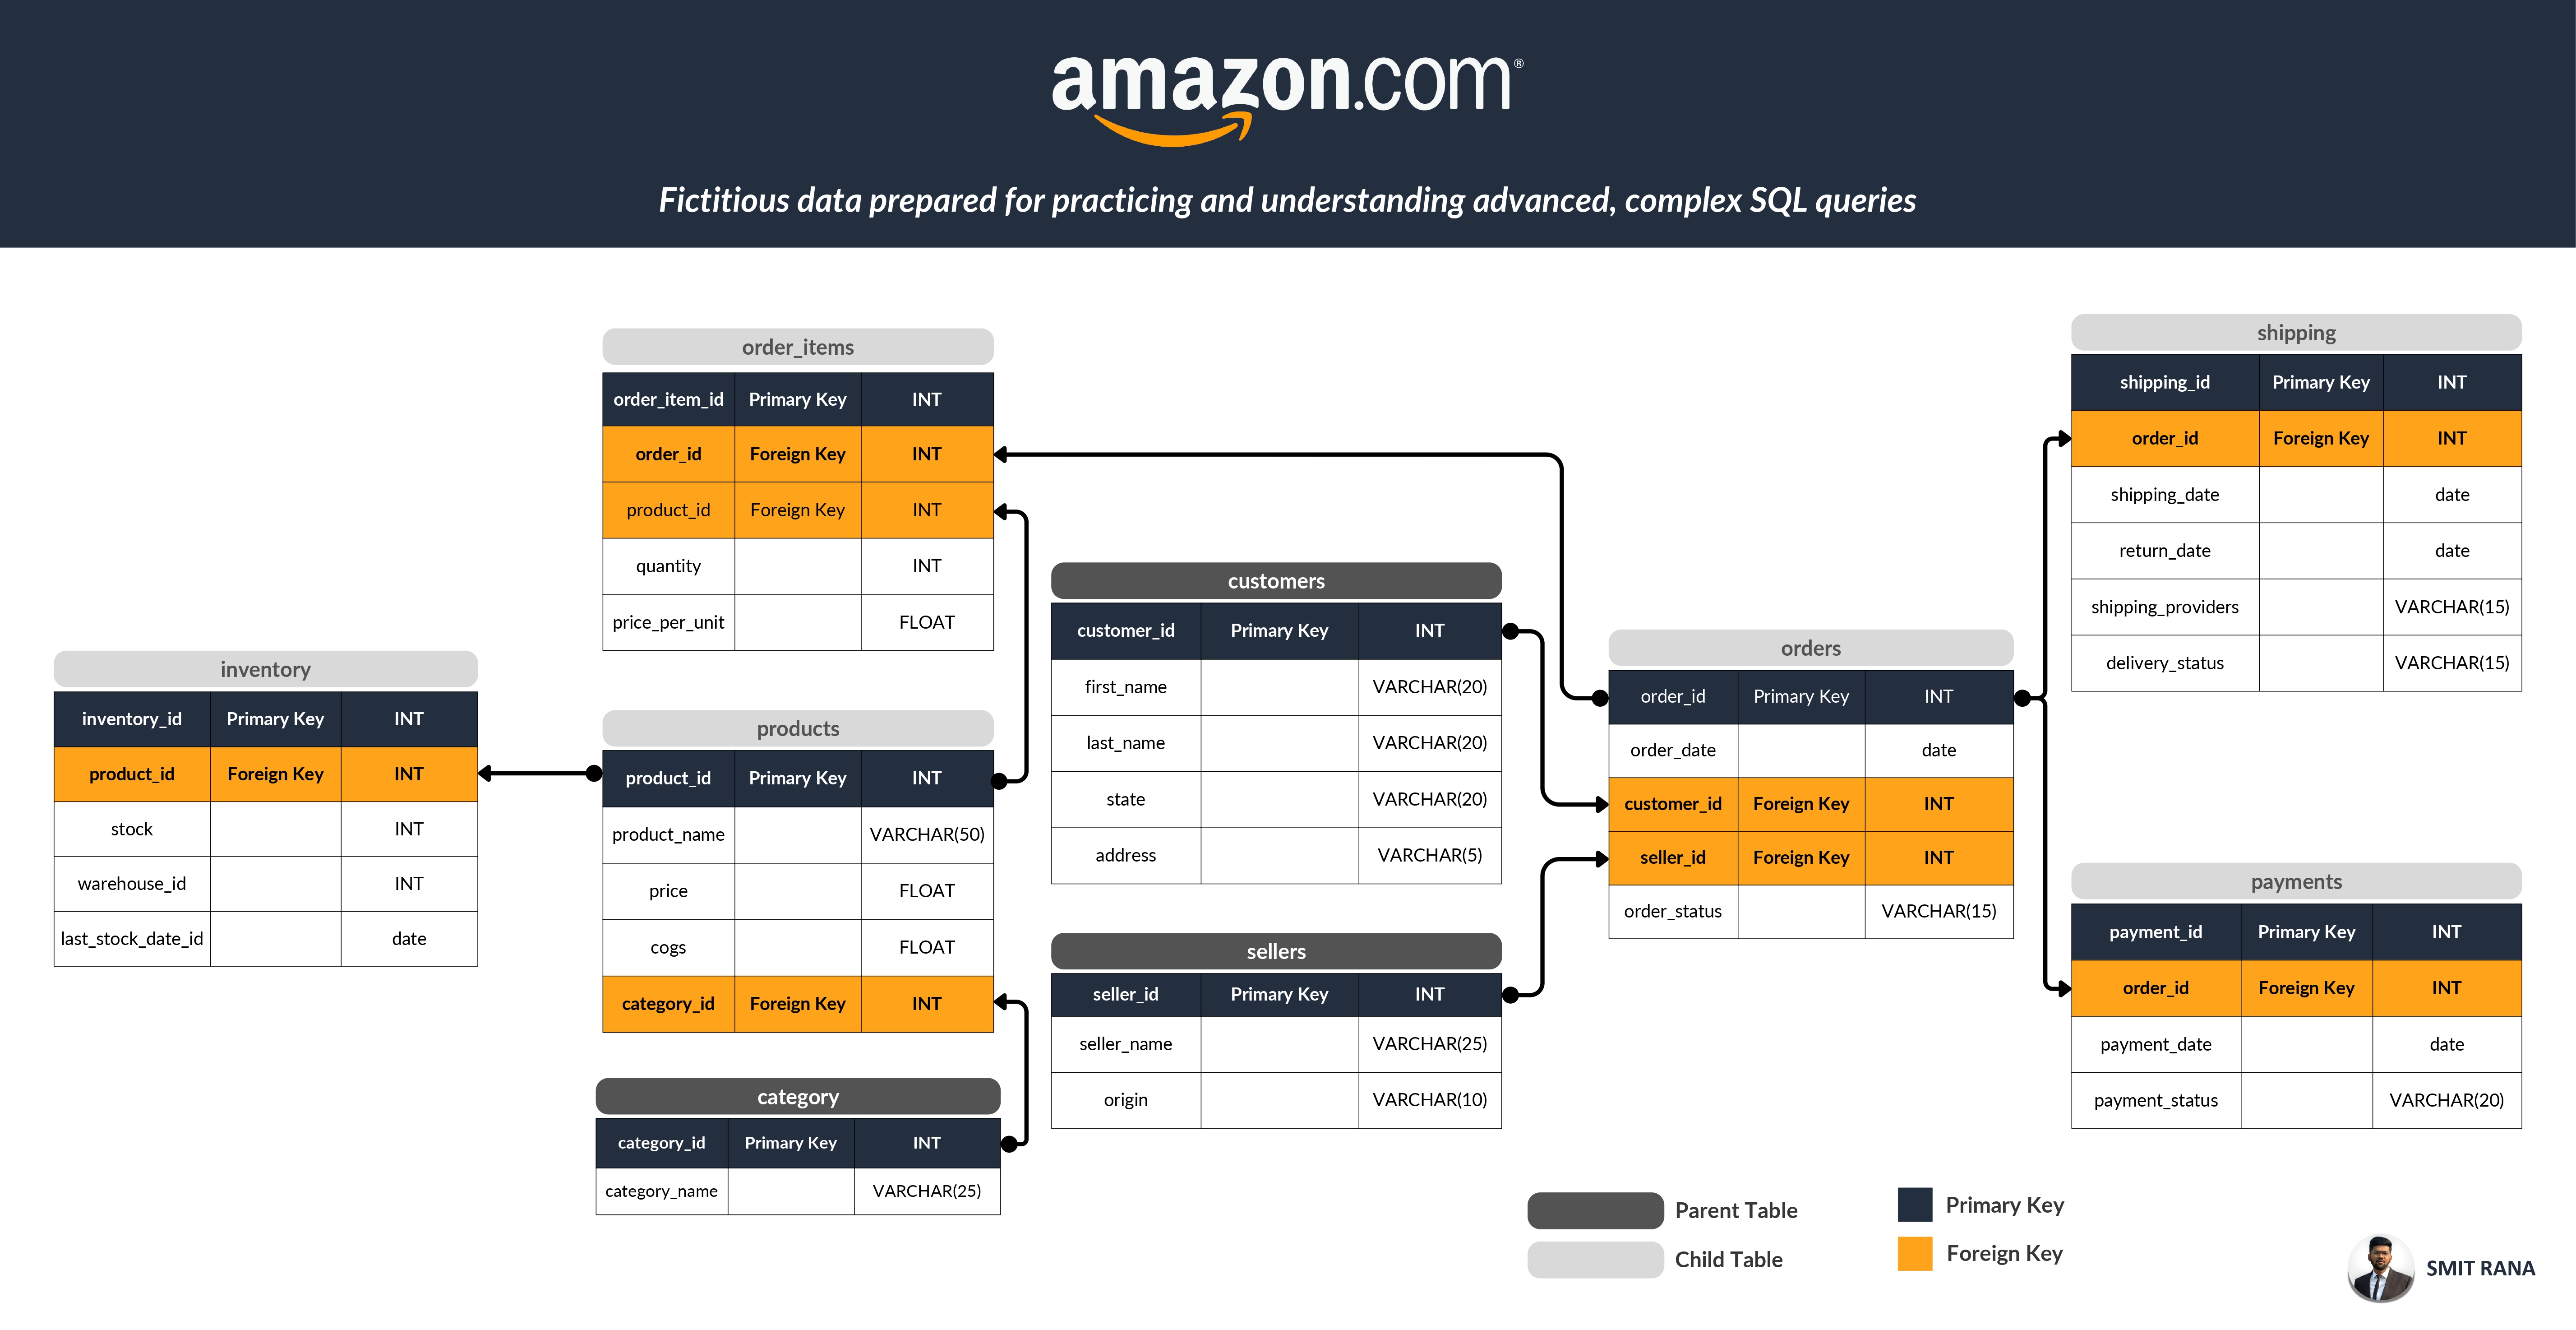 amazon.com®
Fictitious data prepared for practicing and understanding advanced, complex SQL queries
order_items
order_item_id Primary Key INT
order_id Foreign Key INT
product_id Foreign Key INT
quantity INT
price_per_unit FLOAT
inventory
inventory_id Primary Key INT
product_id Foreign Key INT
stock INT
warehouse_id INT
last_stock_date_id date
products
product_id Primary Key INT
product_name VARCHAR(50)
price FLOAT
cogs FLOAT
category_id Foreign Key INT
category
category_id Primary Key INT
category_name VARCHAR(25)
customers
customer_id Primary Key INT
first_name VARCHAR(20)
last_name VARCHAR(20)
state VARCHAR(20)
address VARCHAR(5)
sellers
seller_id Primary Key INT
seller_name VARCHAR(25)
origin VARCHAR(10)
orders
order_id Primary Key INT
order_date date
customer_id Foreign Key INT
seller_id Foreign Key INT
order_status VARCHAR(15)
shipping
shipping_id Primary Key INT
order_id Foreign Key INT
shipping_date date
return_date date
shipping_providers VARCHAR(15)
delivery_status VARCHAR(15)
payments
payment_id Primary Key INT
order_id Foreign Key INT
payment_date date
payment_status VARCHAR(20)
Parent Table
Child Table
Primary Key
Foreign Key
SMIT RANA